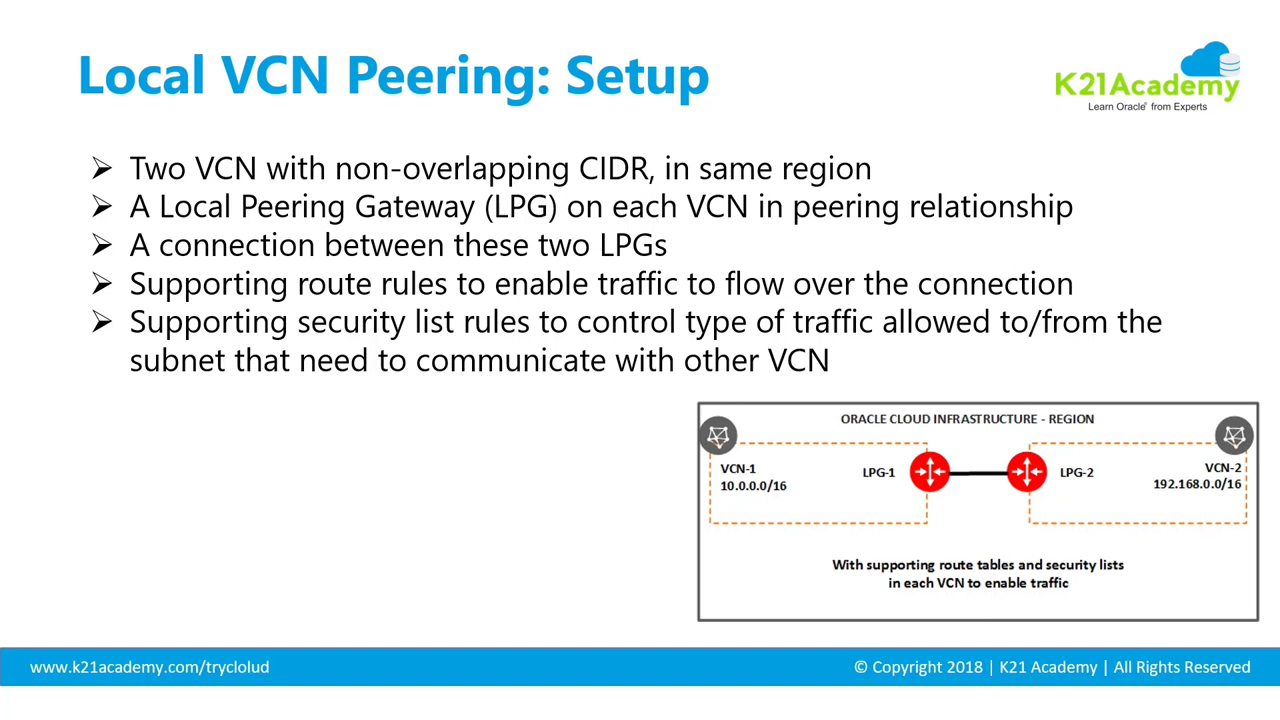 Local VCN Peering: Setup
K21Academy
Learn Oracle® from Experts
➢ Two VCN with non-overlapping CIDR, in same region
➢ A Local Peering Gateway (LPG) on each VCN in peering relationship
➢ A connection between these two LPGs
➢ Supporting route rules to enable traffic to flow over the connection
➢ Supporting security list rules to control type of traffic allowed to/from the
subnet that need to communicate with other VCN
ORACLE CLOUD INFRASTRUCTURE - REGION
VCN-1
10.0.0.0/16
LPG-1
LPG-2
VCN-2
192.168.0.0/16
With supporting route tables and security lists
in each VCN to enable traffic
www.k21academy.com/tryclolud
© Copyright 2018 | K21 Academy | All Rights Reserved